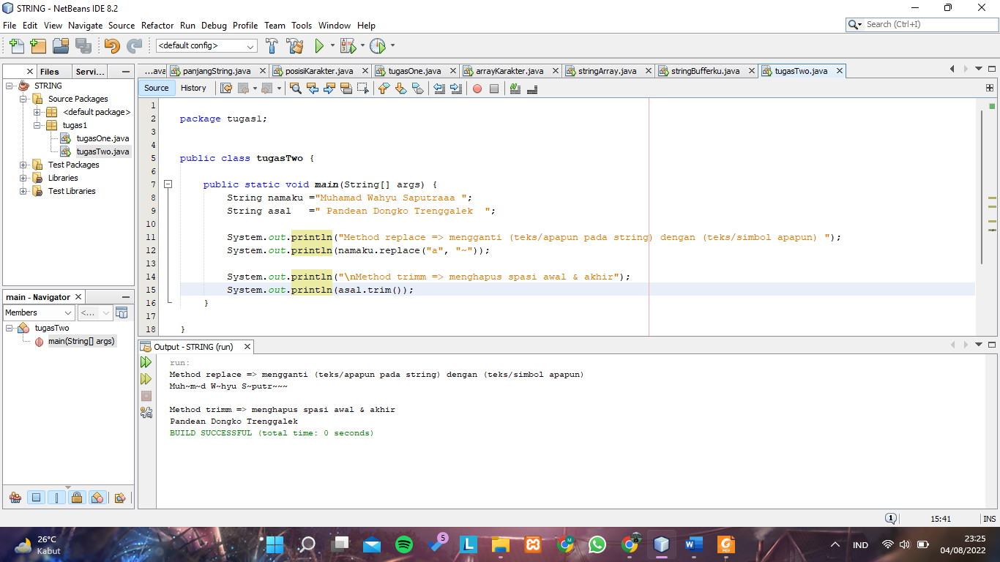 STRING - NetBeans IDE 8.2
File Edit View Navigate Source Refactor Run Debug Profile Team Tools Window Help
Search (Ctrl+I)
<default config>
Files Servi...
...ava panjangString.java posisiKarakter.java tugasOne.java arrayKarakter.java stringArray.java stringBufferku.java tugasTwo.java
STRING
Source Packages
<default package>
tugas1
tugasOne.java
tugasTwo.java
Test Packages
Libraries
Test Libraries
Source History
1
2 package tugas1;
3
4
5 public class tugasTwo {
6
7 public static void main(String[] args) {
8 String namaku ="Muhamad Wahyu Saputraaa ";
9 String asal   =" Pandean Dongko Trenggalek  ";
10
11 System.out.println("Method replace => mengganti (teks/apapun pada string) dengan (teks/simbol apapun) ");
12 System.out.println(namaku.replace("a", "~"));
13
14 System.out.println("\nMethod trimm => menghapus spasi awal & akhir");
15 System.out.println(asal.trim());
16 }
17
18 }
main - Navigator
Members <...
tugasTwo
main(String[] args)
Output - STRING (run)
run:
Method replace => mengganti (teks/apapun pada string) dengan (teks/simbol apapun)
Muh~m~d W~hyu S~putr~~~
Method trimm => menghapus spasi awal & akhir
Pandean Dongko Trenggalek
BUILD SUCCESSFUL (total time: 0 seconds)
1 15:41 INS
26°C
Kabut
5
L
M
W
PDF
IND
23:25
04/08/2022